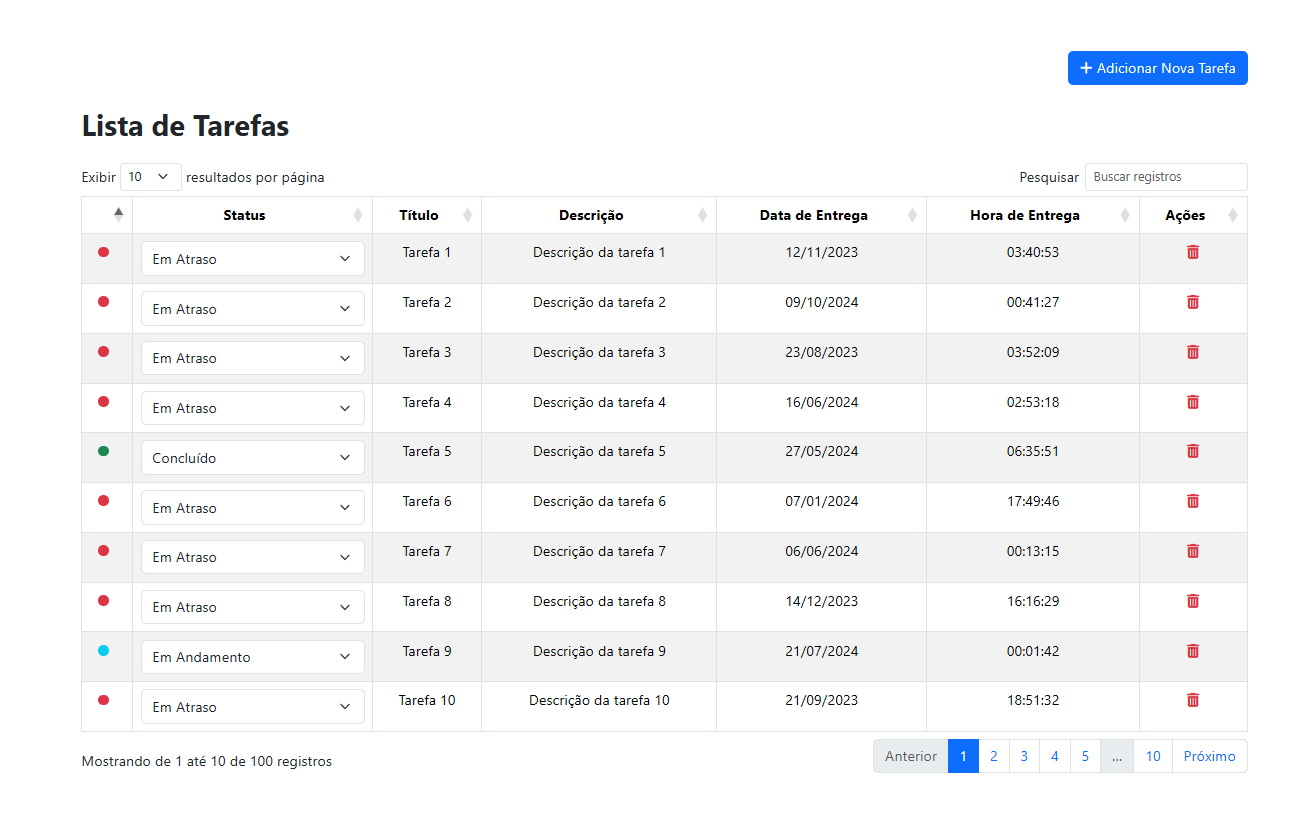 + Adicionar Nova Tarefa
Lista de Tarefas
Exibir 10 resultados por página Pesquisar Buscar registros
Status Título Descrição Data de Entrega Hora de Entrega Ações
Em Atraso Tarefa 1 Descrição da tarefa 1 12/11/2023 03:40:53
Em Atraso Tarefa 2 Descrição da tarefa 2 09/10/2024 00:41:27
Em Atraso Tarefa 3 Descrição da tarefa 3 23/08/2023 03:52:09
Em Atraso Tarefa 4 Descrição da tarefa 4 16/06/2024 02:53:18
Concluído Tarefa 5 Descrição da tarefa 5 27/05/2024 06:35:51
Em Atraso Tarefa 6 Descrição da tarefa 6 07/01/2024 17:49:46
Em Atraso Tarefa 7 Descrição da tarefa 7 06/06/2024 00:13:15
Em Atraso Tarefa 8 Descrição da tarefa 8 14/12/2023 16:16:29
Em Andamento Tarefa 9 Descrição da tarefa 9 21/07/2024 00:01:42
Em Atraso Tarefa 10 Descrição da tarefa 10 21/09/2023 18:51:32
Mostrando de 1 até 10 de 100 registros Anterior 1 2 3 4 5 ... 10 Próximo